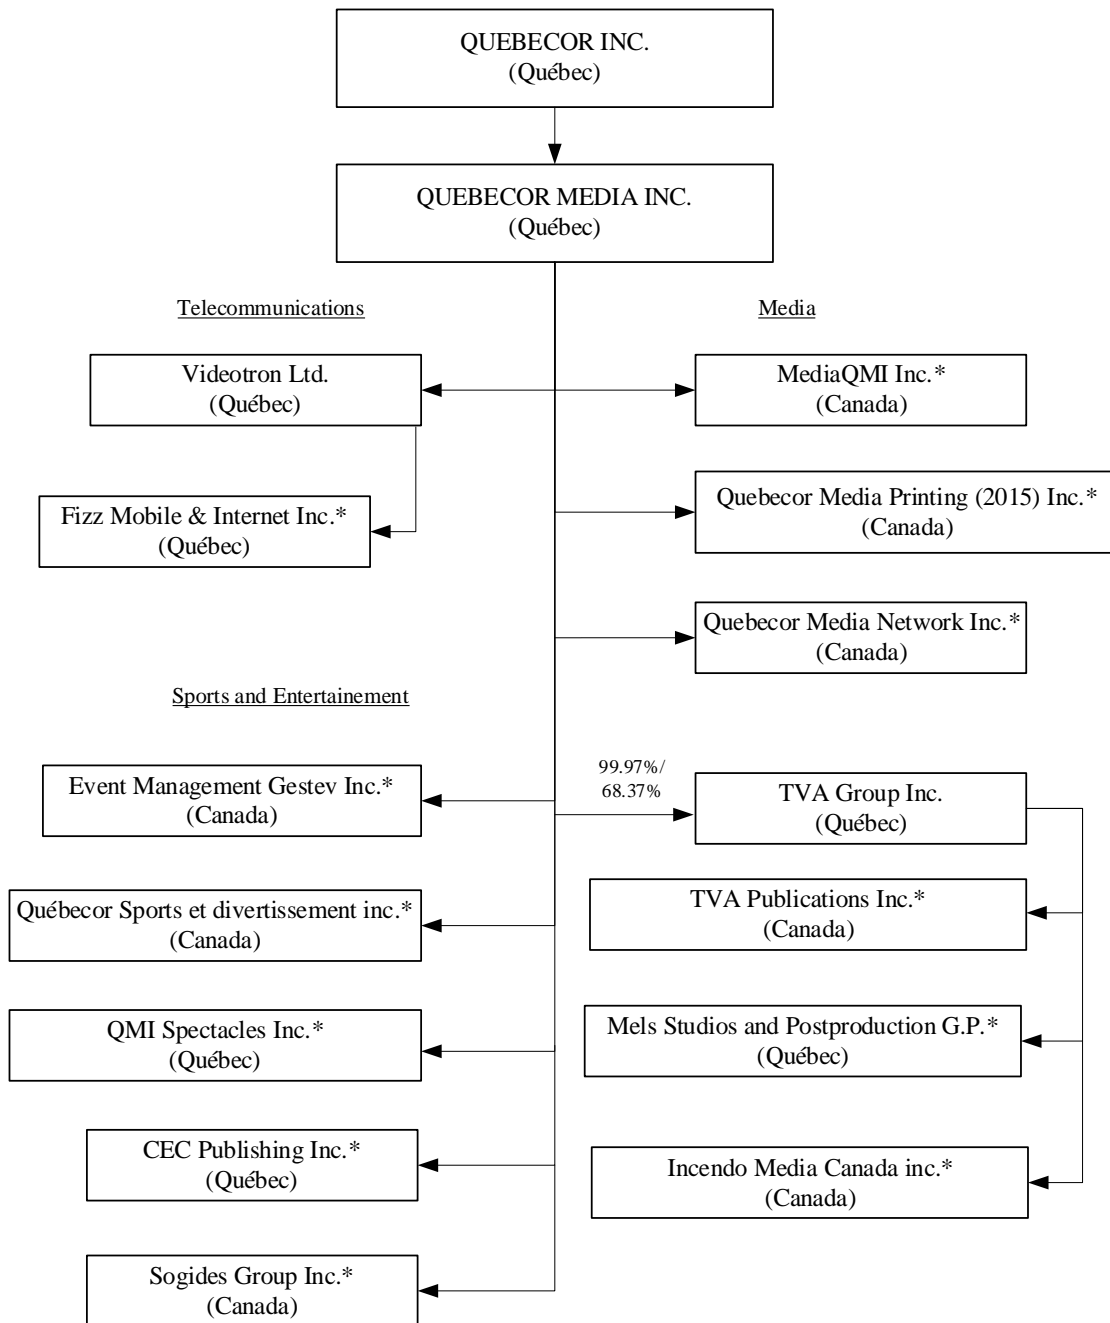 QUEBECOR INC.
(Québec)
QUEBECOR MEDIA INC.
(Québec)
Telecommunications
Media
Videotron Ltd.
(Québec)
MediaQMI Inc.*
(Canada)
Fizz Mobile & Internet Inc.*
(Québec)
Quebecor Media Printing (2015) Inc.*
(Canada)
Quebecor Media Network Inc.*
(Canada)
Sports and Entertainement
Event Management Gestev Inc.*
(Canada)
99.97%/
68.37%
TVA Group Inc.
(Québec)
Québecor Sports et divertissement inc.*
(Canada)
TVA Publications Inc.*
(Canada)
QMI Spectacles Inc.*
(Québec)
Mels Studios and Postproduction G.P.*
(Québec)
CEC Publishing Inc.*
(Québec)
Incendo Media Canada inc.*
(Canada)
Sogides Group Inc.*
(Canada)